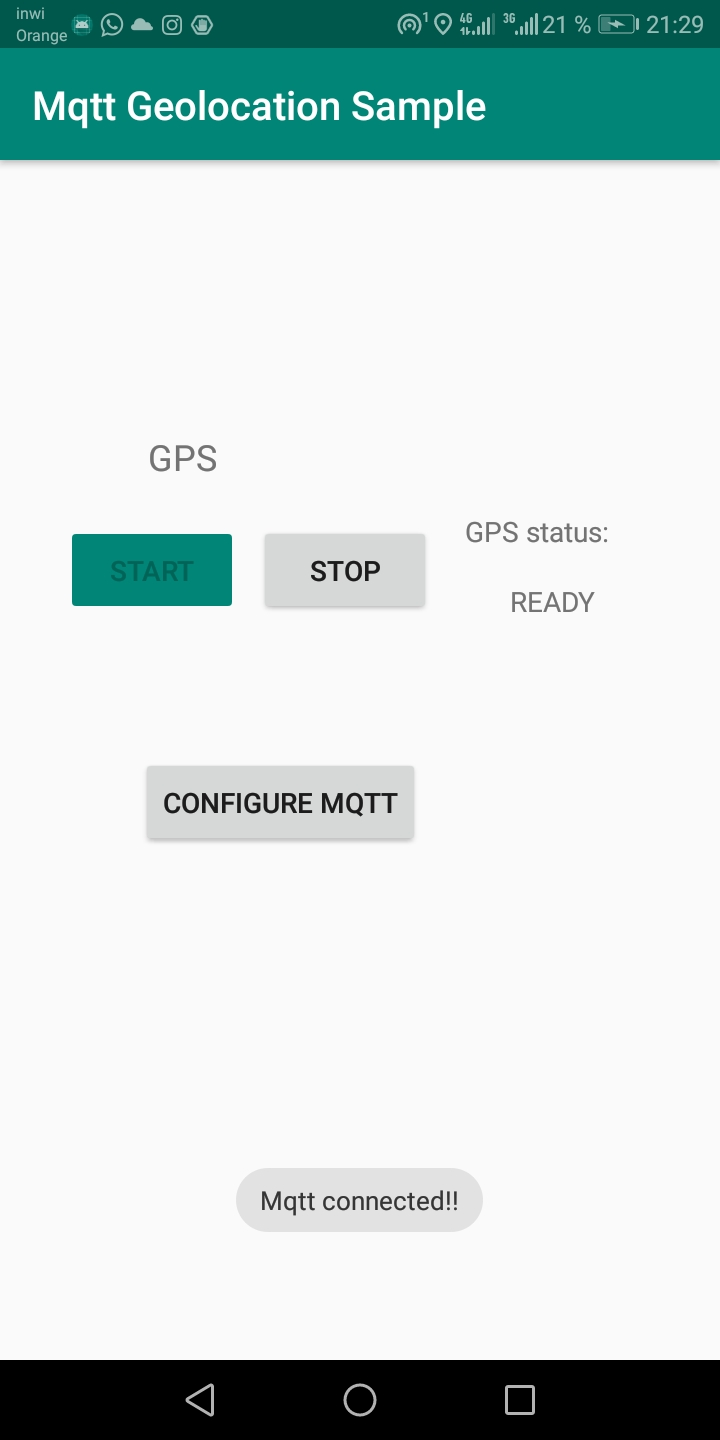 inwi
Orange
1 4G 3G 21 % 21:29
Mqtt Geolocation Sample
GPS
GPS status:
START STOP
READY
CONFIGURE MQTT
Mqtt connected!!